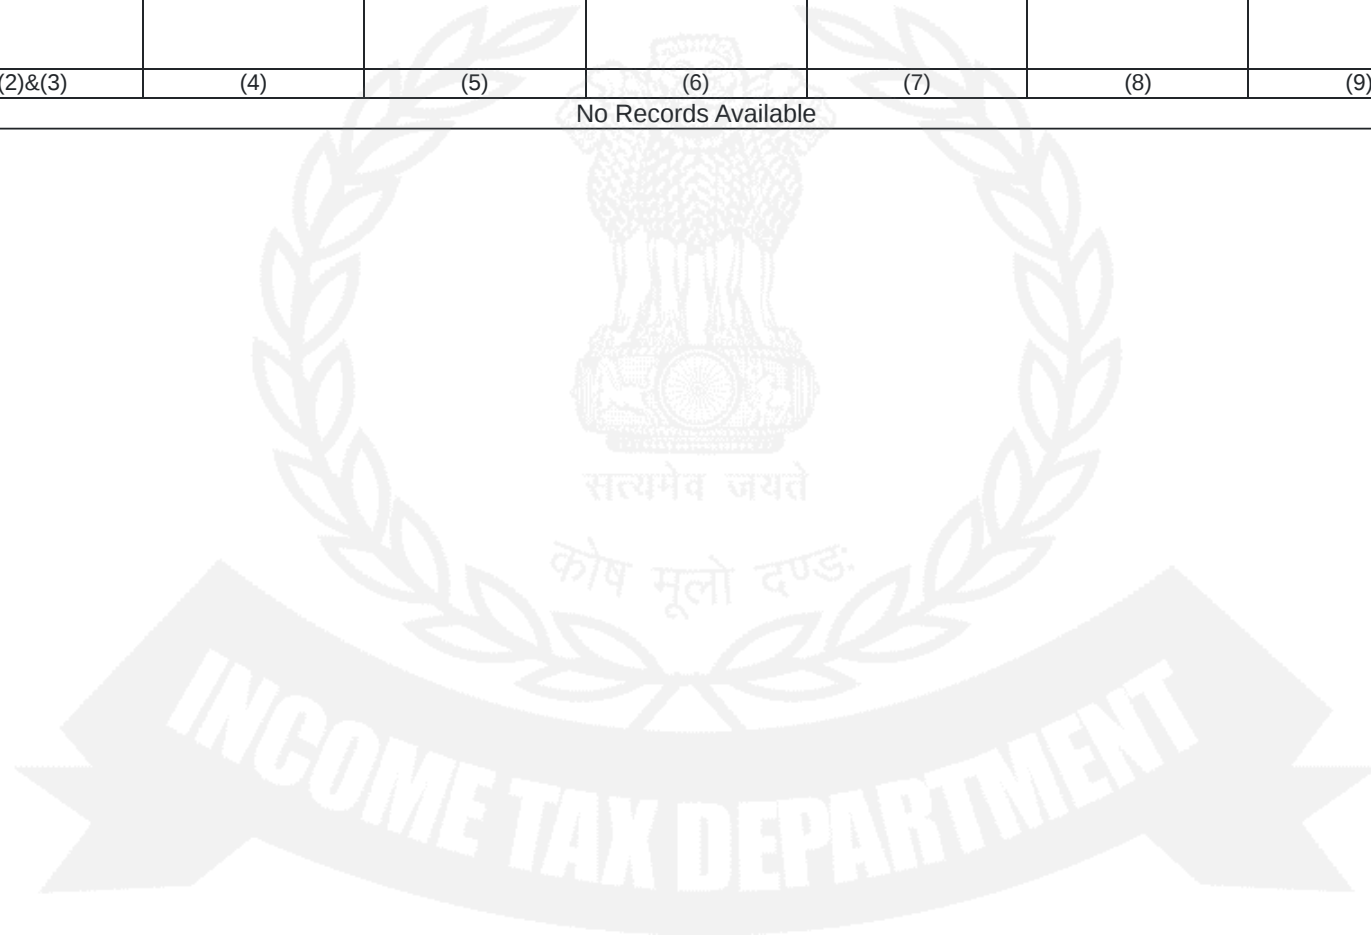 (2)&(3) (4) (5) (6) (7) (8) (9)
No Records Available
सत्यमेव जयते
कोष मूलो दण्डः
INCOME TAX DEPARTMENT